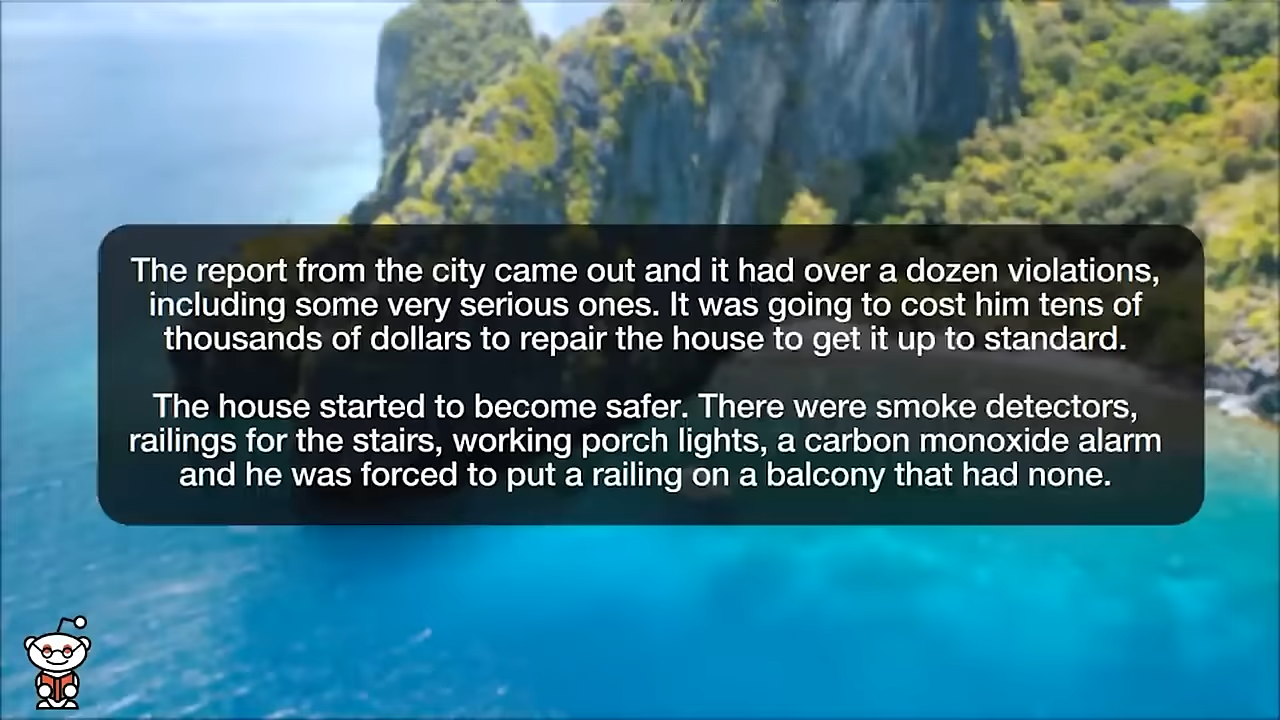 The report from the city came out and it had over a dozen violations,
including some very serious ones. It was going to cost him tens of
thousands of dollars to repair the house to get it up to standard.
The house started to become safer. There were smoke detectors,
railings for the stairs, working porch lights, a carbon monoxide alarm
and he was forced to put a railing on a balcony that had none.